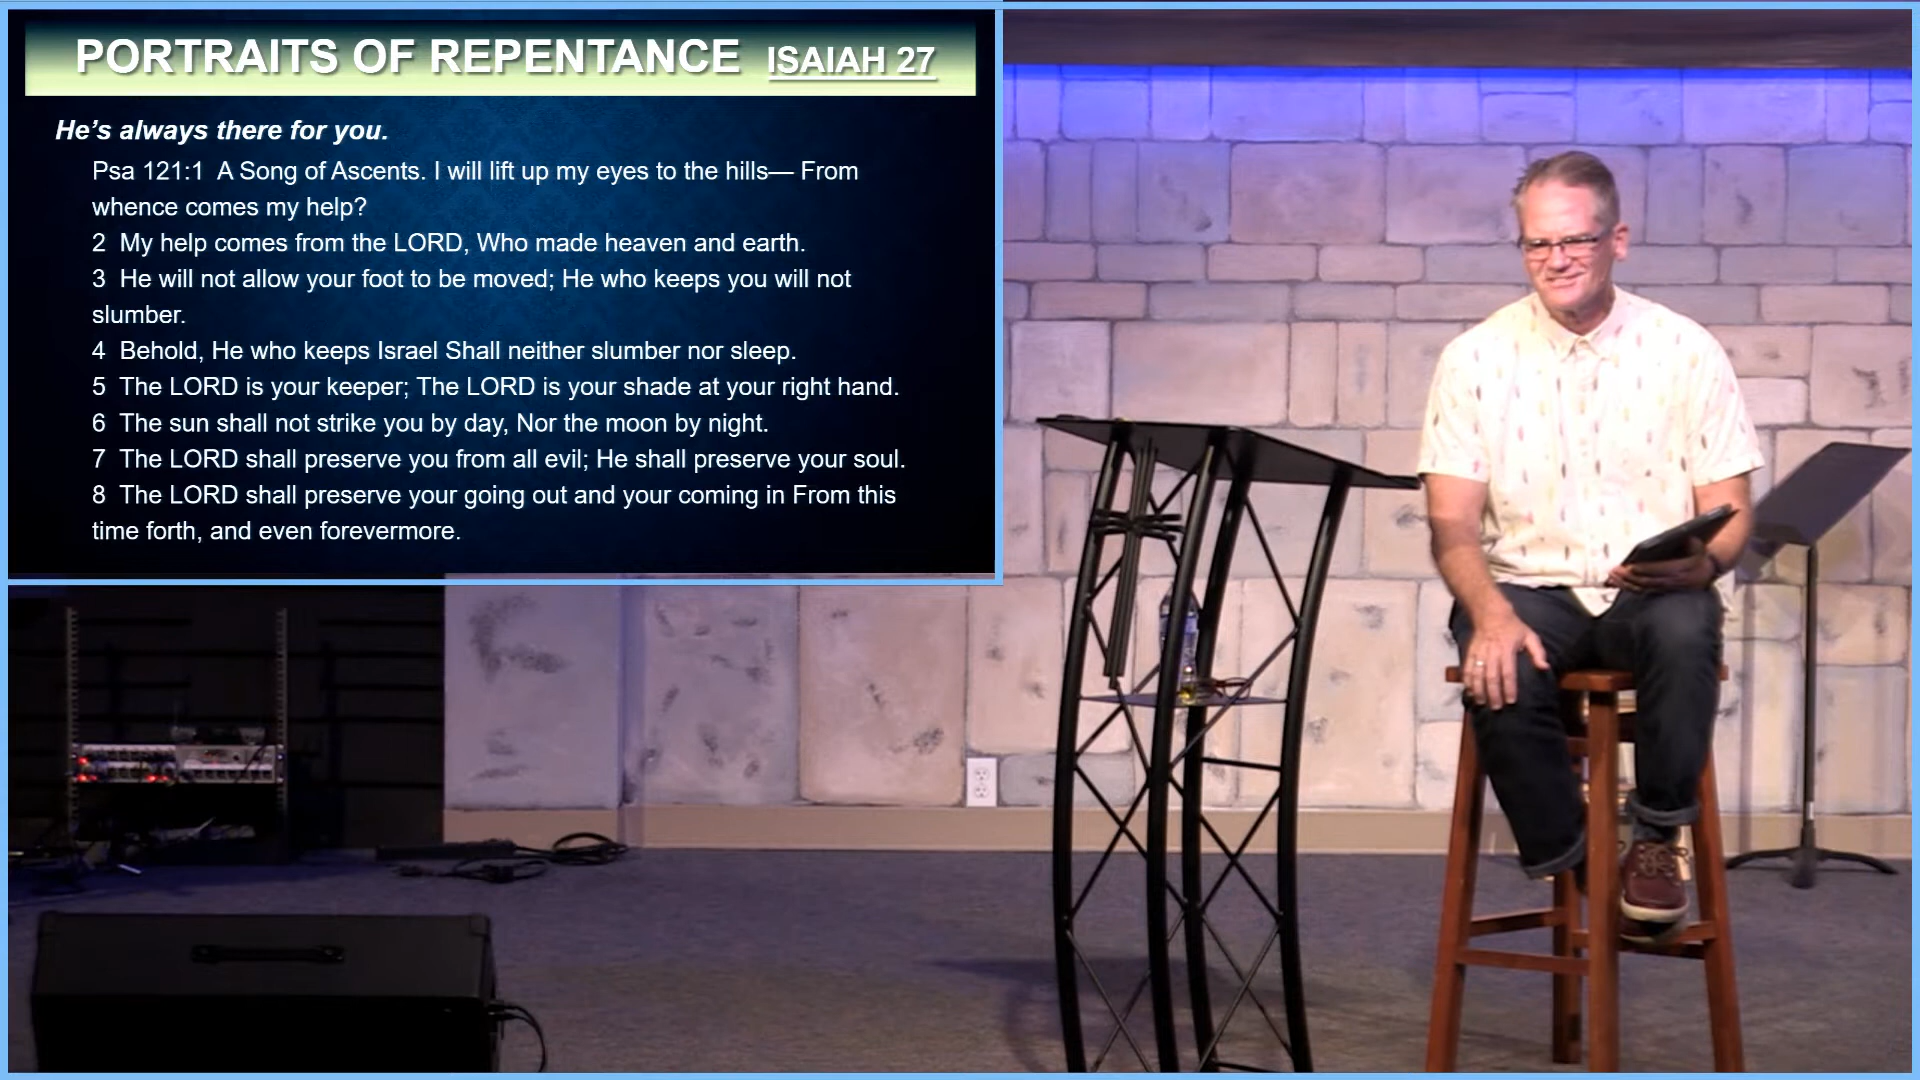 PORTRAITS OF REPENTANCE ISAIAH 27
He's always there for you.
Psa 121:1 A Song of Ascents. I will lift up my eyes to the hills— From
whence comes my help?
2 My help comes from the LORD, Who made heaven and earth.
3 He will not allow your foot to be moved; He who keeps you will not
slumber.
4 Behold, He who keeps Israel Shall neither slumber nor sleep.
5 The LORD is your keeper; The LORD is your shade at your right hand.
6 The sun shall not strike you by day, Nor the moon by night.
7 The LORD shall preserve you from all evil; He shall preserve your soul.
8 The LORD shall preserve your going out and your coming in From this
time forth, and even forevermore.